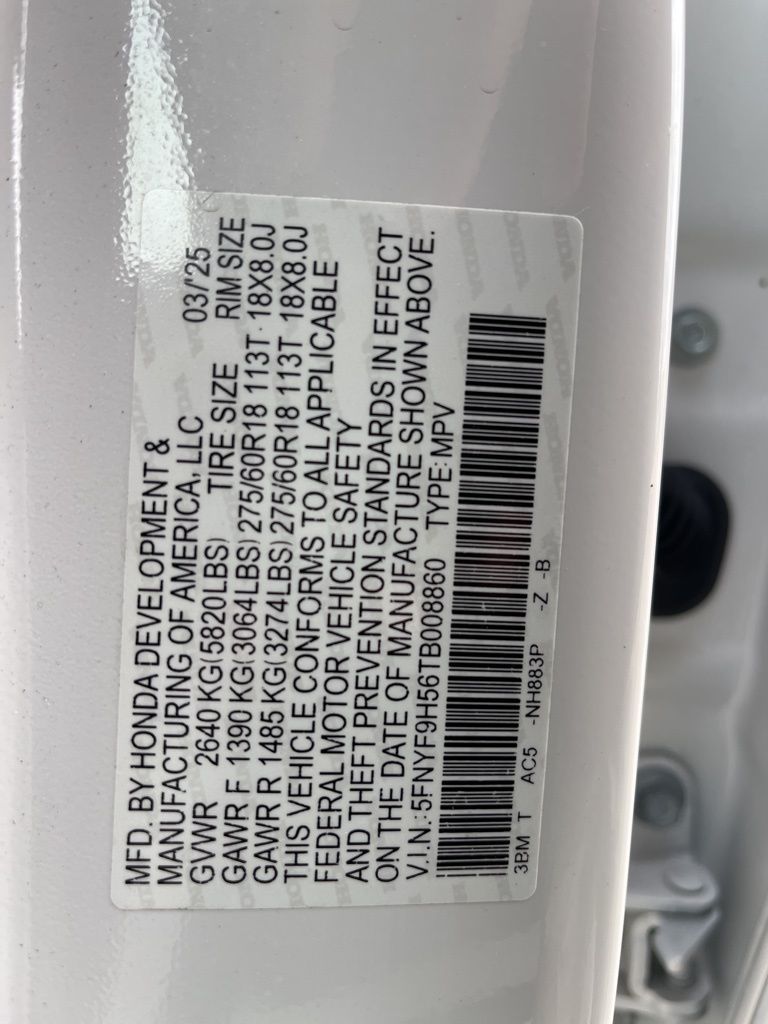 MFD. BY HONDA DEVELOPMENT &
MANUFACTURING OF AMERICA, LLC 03/'25
GVWR 2640 KG(5820LBS) TIRE SIZE RIM SIZE
GAWR F 1390 KG(3064LBS) 275/60R18 113T 18X8.0J
GAWR R 1485 KG(3274LBS) 275/60R18 113T 18X8.0J
THIS VEHICLE CONFORMS TO ALL APPLICABLE
FEDERAL MOTOR VEHICLE SAFETY
AND THEFT PREVENTION STANDARDS IN EFFECT
ON THE DATE OF MANUFACTURE SHOWN ABOVE.
V.I.N.:5FNYF9H56TB008860 TYPE:MPV
3BM T AC5 -NH883P -Z -B